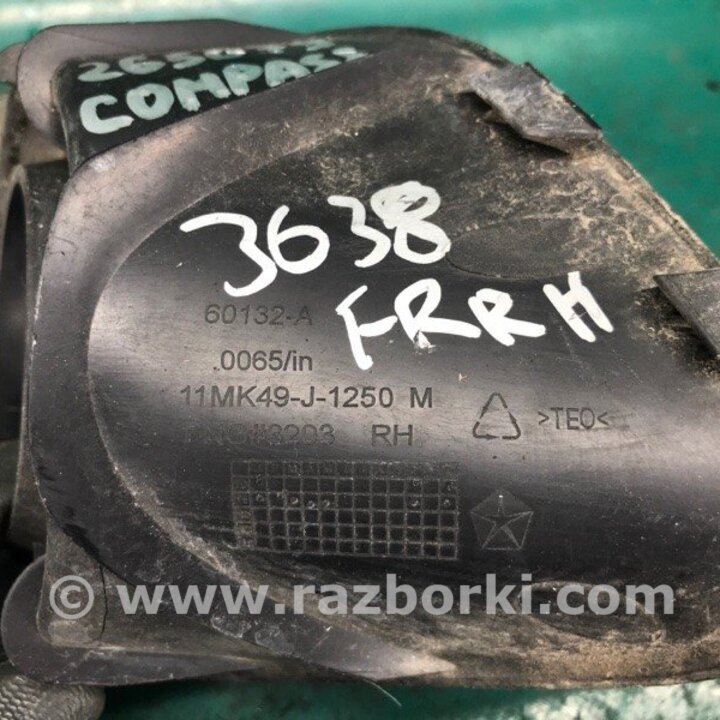 COMPASS
3638
FRRH
60132-A
.0065/in
11MK49-J-1250 M
RH
>TEO<
© www.razborki.com